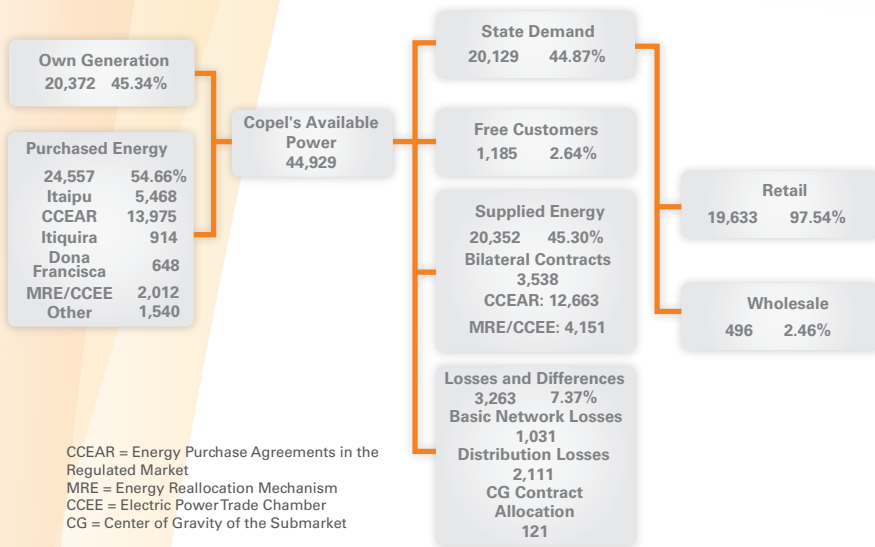 Own Generation
20,372 45.34%
Purchased Energy
24,557 54.66%
Itaipu 5,468
CCEAR 13,975
Itiquira 914
Dona
Francisca 648
MRE/CCEE 2,012
Other 1,540
Copel's Available
Power
44,929
State Demand
20,129 44.87%
Free Customers
1,185 2.64%
Supplied Energy
20,352 45.30%
Bilateral Contracts
3,538
CCEAR: 12,663
MRE/CCEE: 4,151
Losses and Differences
3,263 7.37%
Basic Network Losses
1,031
Distribution Losses
2,111
CG Contract
Allocation
121
Retail
19,633 97.54%
Wholesale
496 2.46%
CCEAR = Energy Purchase Agreements in the
Regulated Market
MRE = Energy Reallocation Mechanism
CCEE = Electric Power Trade Chamber
CG = Center of Gravity of the Submarket